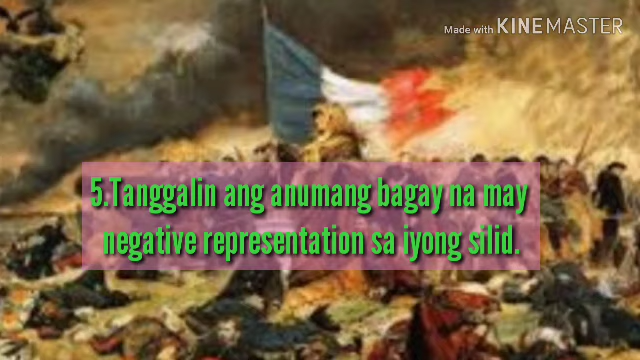 Made with KINEMASTER
5.Tanggalin ang anumang bagay na may
negative representation sa iyong silid.